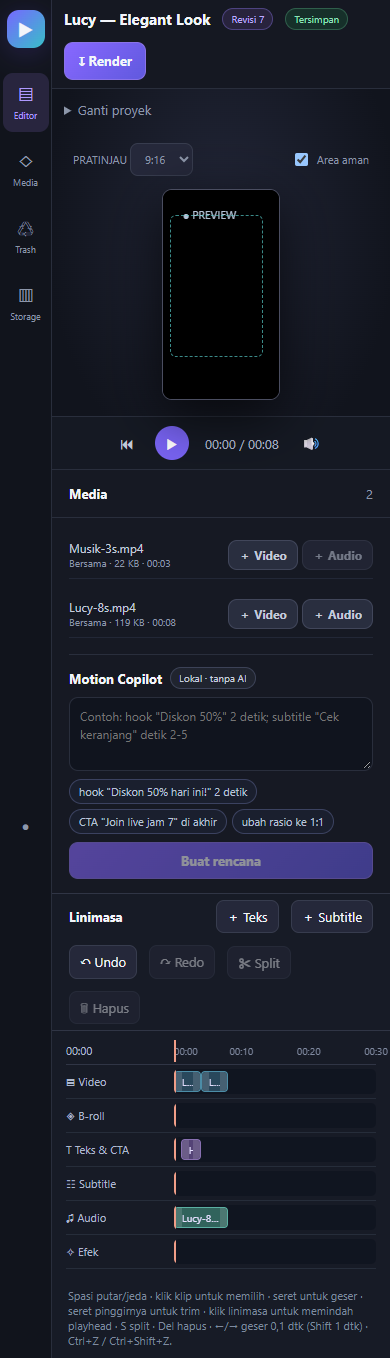 Lucy — Elegant Look
Revisi 7
Tersimpan
Render
Editor
Media
Trash
Storage
Ganti proyek
PRATINJAU
9:16
Area aman
PREVIEW
00:00 / 00:08
Media
2
Musik-3s.mp4
Bersama · 22 KB · 00:03
+ Video
+ Audio
Lucy-8s.mp4
Bersama · 119 KB · 00:08
+ Video
+ Audio
Motion Copilot
Lokal · tanpa AI
Contoh: hook "Diskon 50%" 2 detik; subtitle "Cek
keranjang" detik 2-5
hook "Diskon 50% hari ini!" 2 detik
CTA "Join live jam 7" di akhir
ubah rasio ke 1:1
Buat rencana
Linimasa
+ Teks
+ Subtitle
Undo
Redo
Split
Hapus
00:00
00:00
00:10
00:20
00:30
Video
L...
L...
B-roll
T Teks & CTA
Subtitle
Audio
Lucy-8...
Efek
Spasi putar/jeda · klik klip untuk memilih · seret untuk geser ·
seret pinggirnya untuk trim · klik linimasa untuk memindah
playhead · S split · Del hapus · ←/→ geser 0,1 dtk (Shift 1 dtk) ·
Ctrl+Z / Ctrl+Shift+Z.